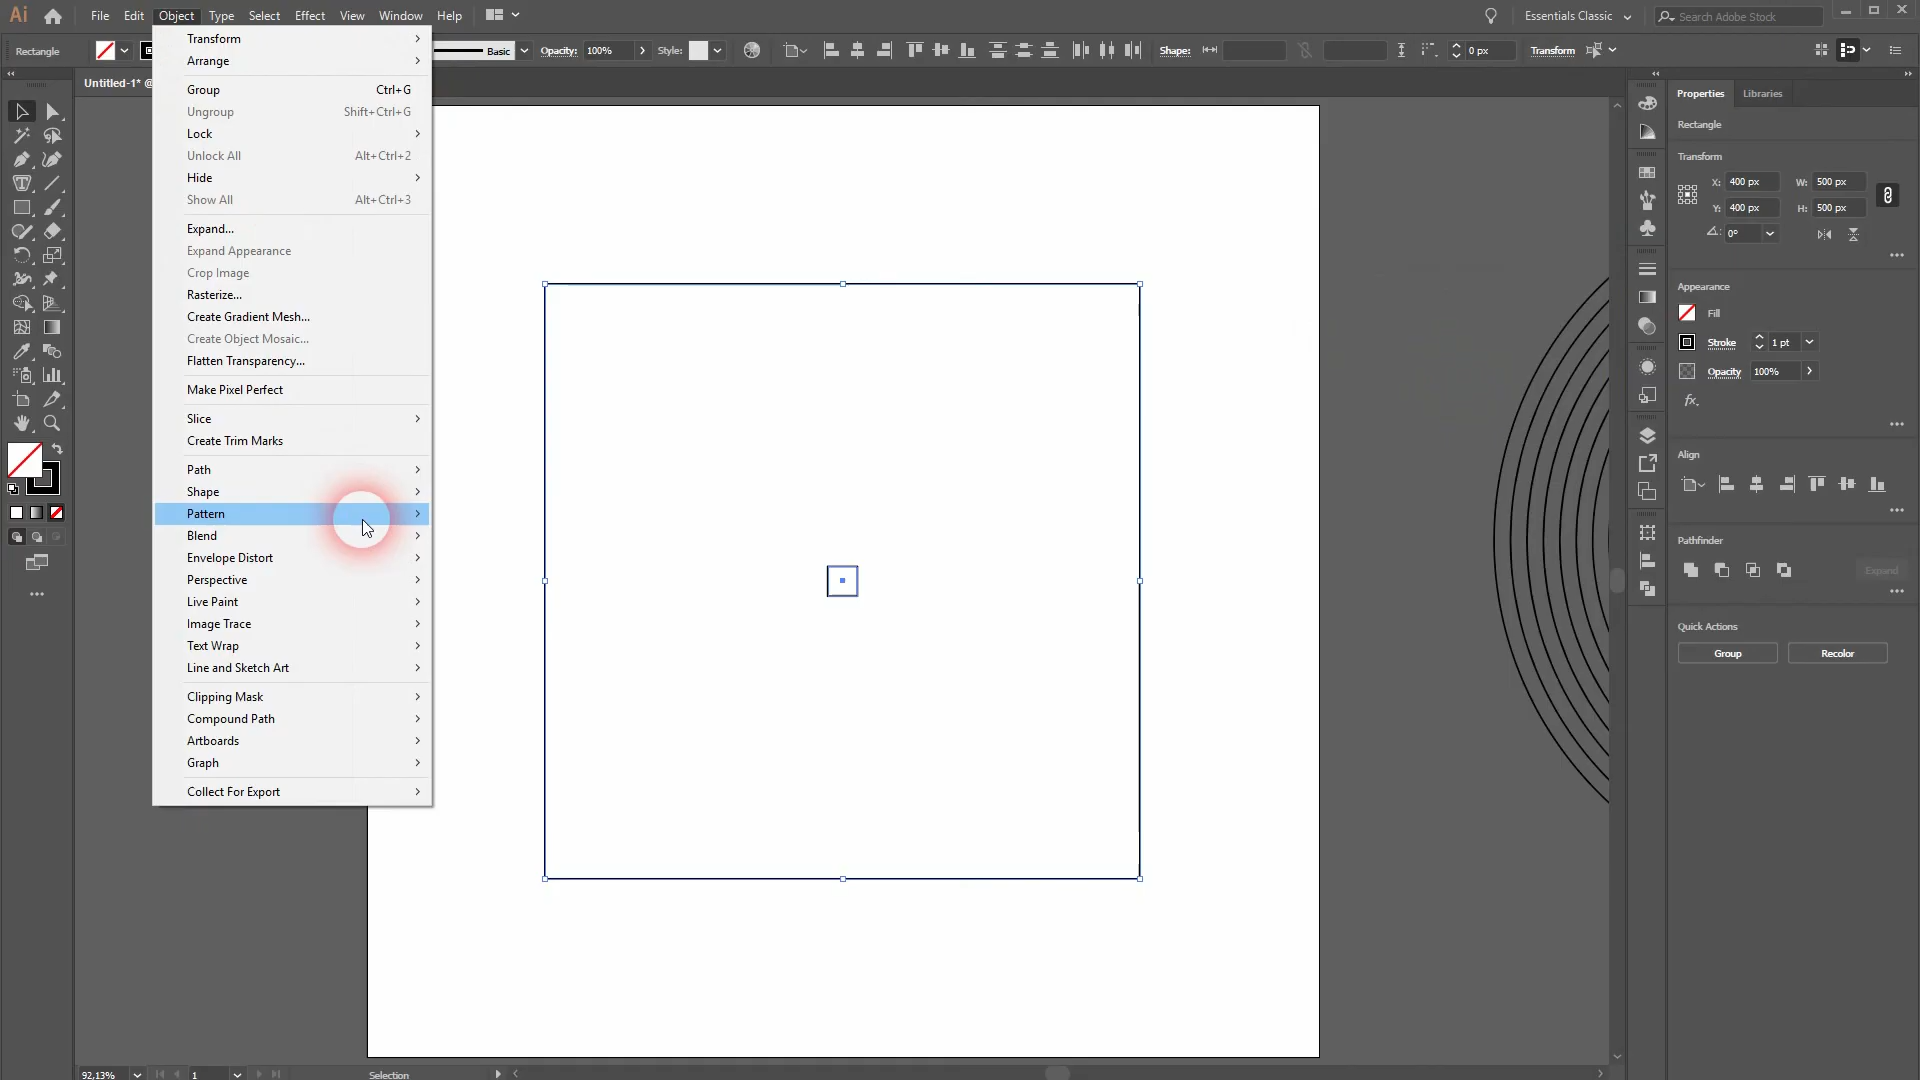 Ai File Edit Object Type Select Effect View Window Help Essentials Classic Search Adobe Stock
Rectangle Basic Opacity: 100% Style: Shape: 0 px Transform
Untitled-1* @
Transform
Arrange
Group Ctrl+G
Ungroup Shift+Ctrl+G
Lock
Unlock All Alt+Ctrl+2
Hide
Show All Alt+Ctrl+3
Expand...
Expand Appearance
Crop Image
Rasterize...
Create Gradient Mesh...
Create Object Mosaic...
Flatten Transparency...
Make Pixel Perfect
Slice
Create Trim Marks
Path
Shape
Pattern
Blend
Envelope Distort
Perspective
Live Paint
Image Trace
Text Wrap
Line and Sketch Art
Clipping Mask
Compound Path
Artboards
Graph
Collect For Export
Properties Libraries
Rectangle
Transform
X: 400 px W: 500 px
Y: 400 px H: 500 px
0°
Appearance
Fill
Stroke 1 pt
Opacity 100%
fx.
Align
Pathfinder
Expand
Quick Actions
Group Recolor
92,13% 1 Selection